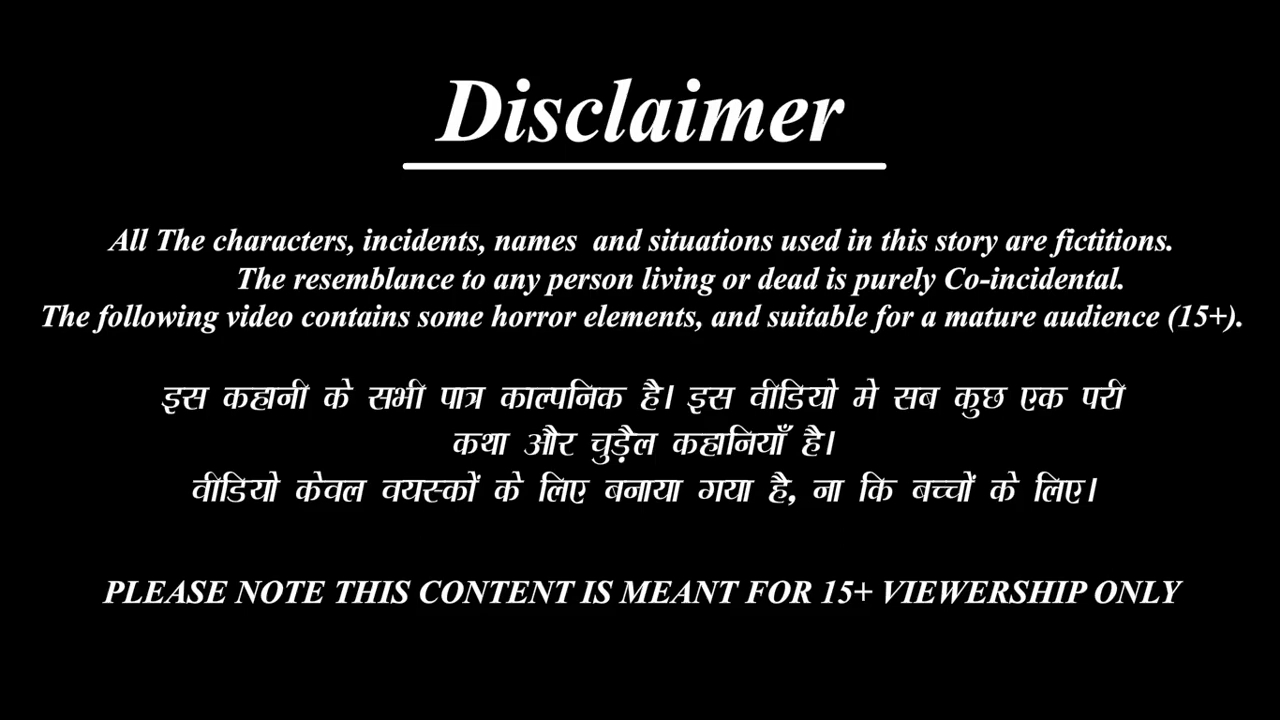 Disclaimer
All The characters, incidents, names and situations used in this story are fictitions.
The resemblance to any person living or dead is purely Co-incidental.
The following video contains some horror elements, and suitable for a mature audience (15+).
इस कहानी के सभी पात्र काल्पनिक है। इस वीडियो मे सब कुछ एक परी
कथा और चुड़ैल कहानियाँ है।
वीडियो केवल वयस्कों के लिए बनाया गया है, ना कि बच्चों के लिए।
PLEASE NOTE THIS CONTENT IS MEANT FOR 15+ VIEWERSHIP ONLY